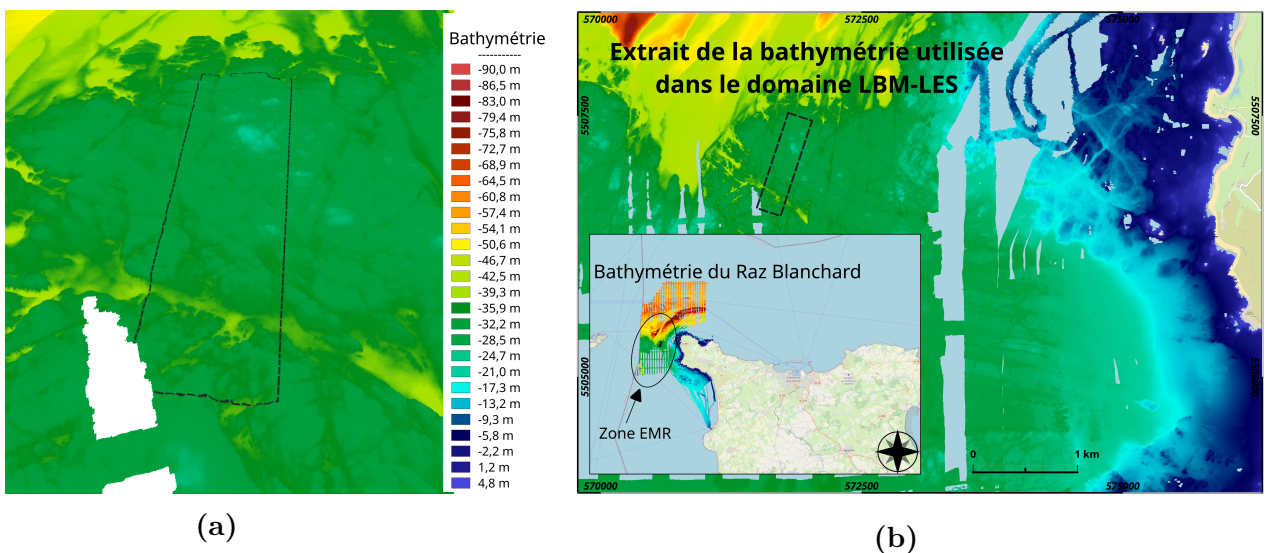 Bathymétrie
-----------
-90,0 m
-86,5 m
-83,0 m
-79,4 m
-75,8 m
-72,7 m
-68,9 m
-64,5 m
-60,8 m
-57,4 m
-54,1 m
-50,6 m
-46,7 m
-42,5 m
-39,3 m
-35,9 m
-32,2 m
-28,5 m
-24,7 m
-21,0 m
-17,3 m
-13,2 m
-9,3 m
-5,8 m
-2,2 m
1,2 m
4,8 m
(a)
570000
572500
575000
Extrait de la bathymétrie utilisée
dans le domaine LBM-LES
5507500
5507500
Bathymétrie du Raz Blanchard
Zone EMR
5505000
5505000
0
1 km
570000
572500
575000
(b)